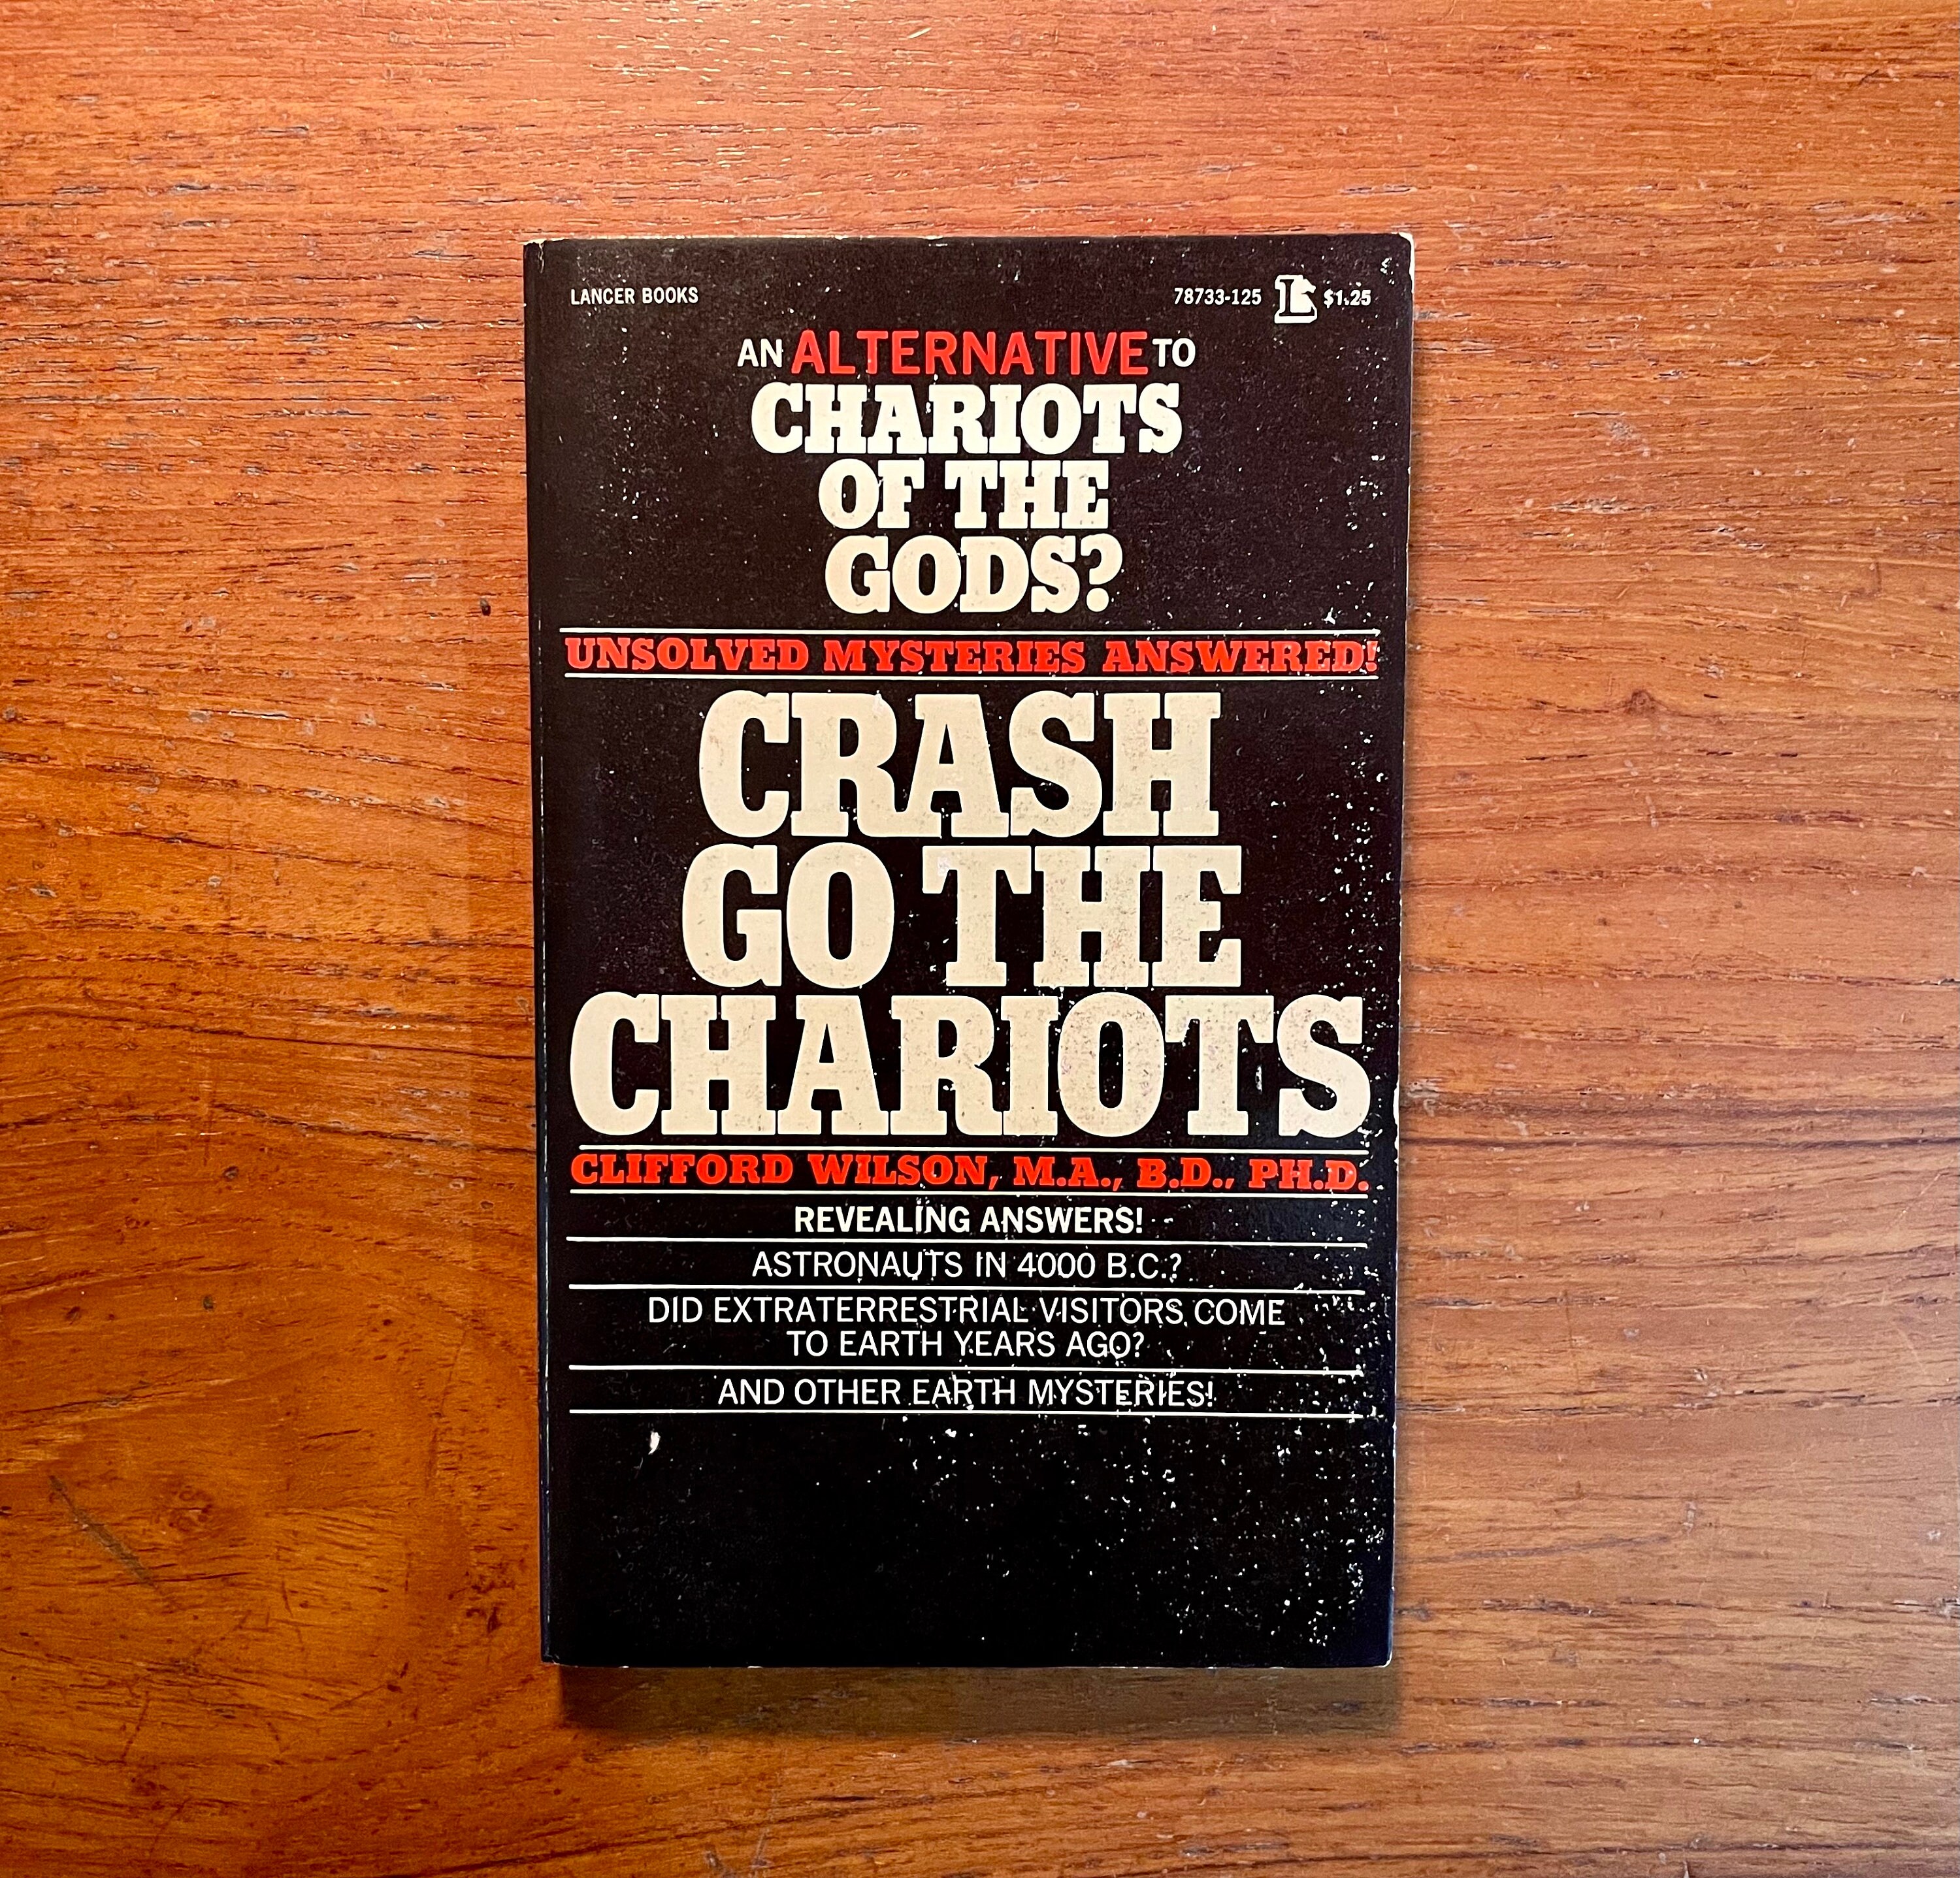 LANCER BOOKS 78733-125 L $1.25
AN ALTERNATIVE TO
CHARIOTS
OF THE
GODS?
UNSOLVED MYSTERIES ANSWERED!
CRASH
GO THE
CHARIOTS
CLIFFORD WILSON, M.A., B.D., PH.D.
REVEALING ANSWERS!
ASTRONAUTS IN 4000 B.C.?
DID EXTRATERRESTRIAL VISITORS COME
TO EARTH YEARS AGO?
AND OTHER EARTH MYSTERIES!